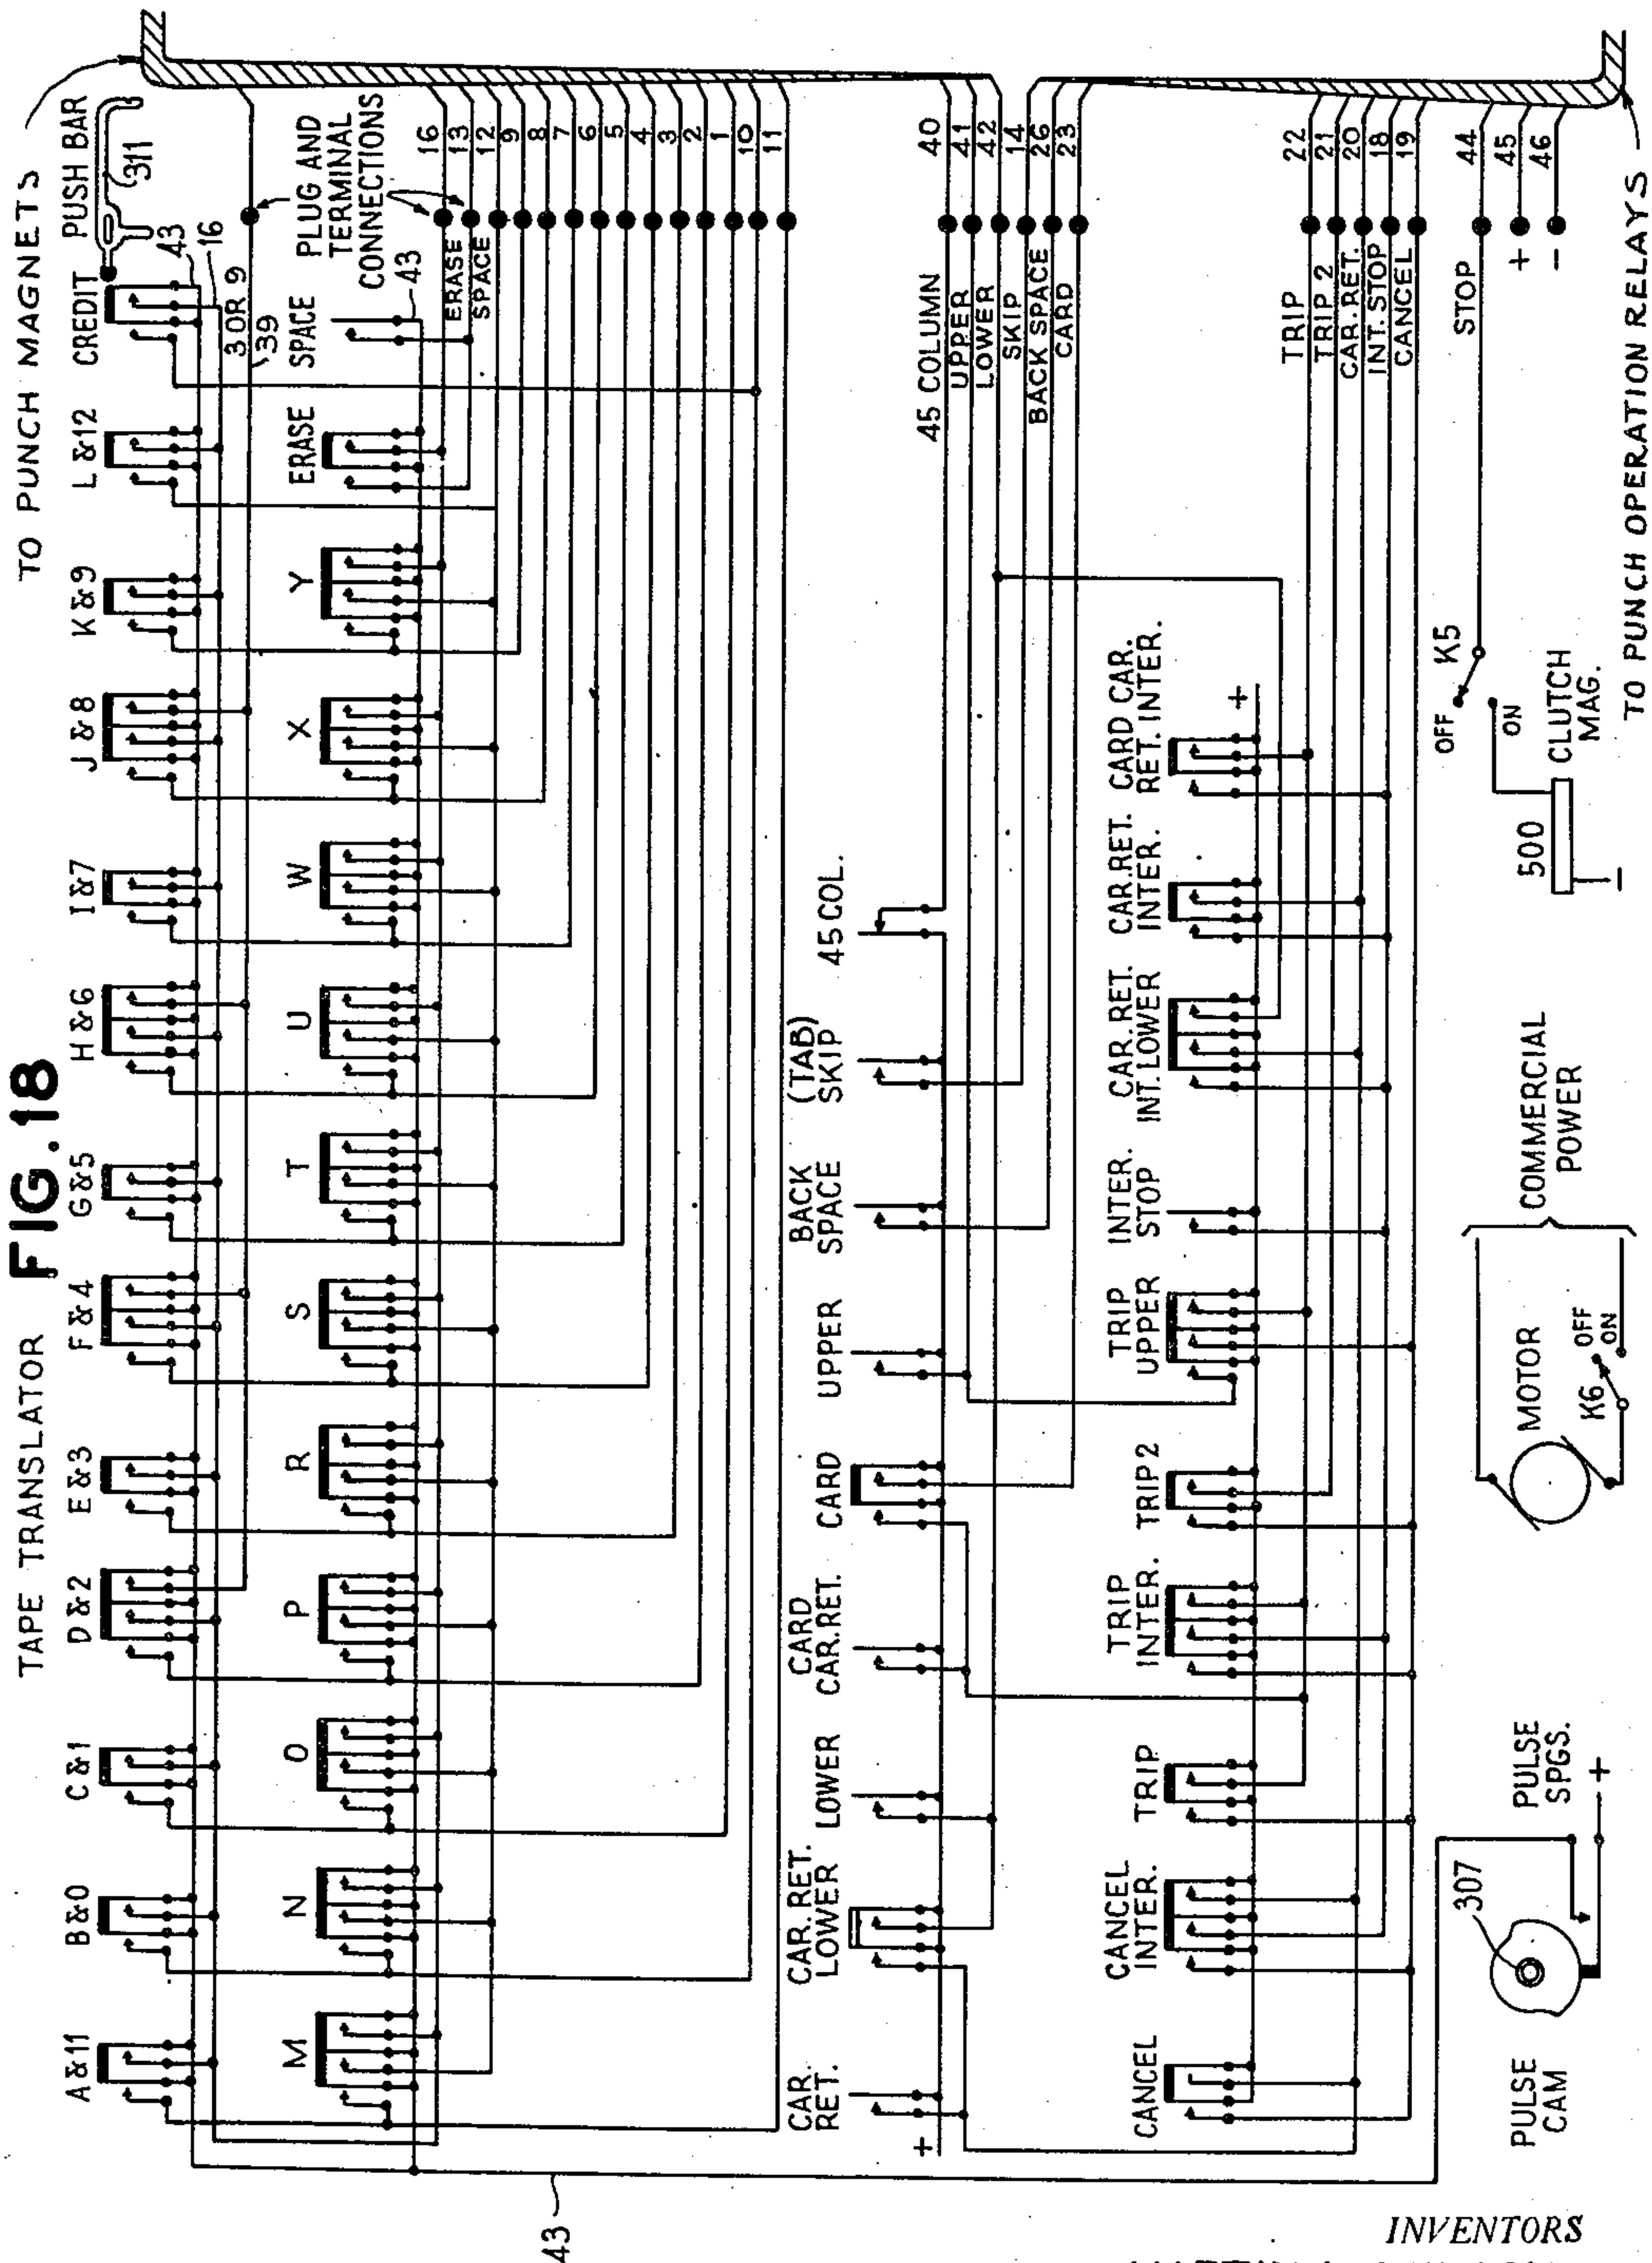 FIG.18
TAPE TRANSLATOR
TO PUNCH MAGNETS
A&11
B&0
C&1
D&2
E&3
F&4
G&5
H&6
I&7
J&8
K&9
L&12
CREDIT
PUSH BAR
311
43
16
3 OR 9
39
PLUG AND
TERMINAL
CONNECTIONS
M
N
O
P
R
S
T
U
W
X
Y
ERASE
SPACE
43
ERASE
SPACE
16
13
12
9
8
7
6
5
4
3
2
1
10
11
CAR.
RET.
CAR. RET.
LOWER
LOWER
CARD
CAR. RET.
CARD
UPPER
BACK
SPACE
(TAB)
SKIP
45 COL.
45 COLUMN
UPPER
LOWER
SKIP
BACK SPACE
CARD
40
41
42
14
26
23
+
CANCEL
CANCEL
INTER.
TRIP
TRIP
INTER.
TRIP 2
TRIP
UPPER
INTER.
STOP
CAR. RET.
INT. LOWER
CAR. RET.
INTER.
CARD CAR.
RET. INTER.
+
TRIP
TRIP 2
CAR. RET.
INT. STOP
CANCEL
22
21
20
18
19
STOP
+
−
44
45
46
43
PULSE
CAM
307
PULSE
SPGS.
+
MOTOR
K6
OFF
ON
COMMERCIAL
POWER
500
CLUTCH
MAG.
−
OFF
ON
K5
TO PUNCH OPERATION RELAYS
INVENTORS